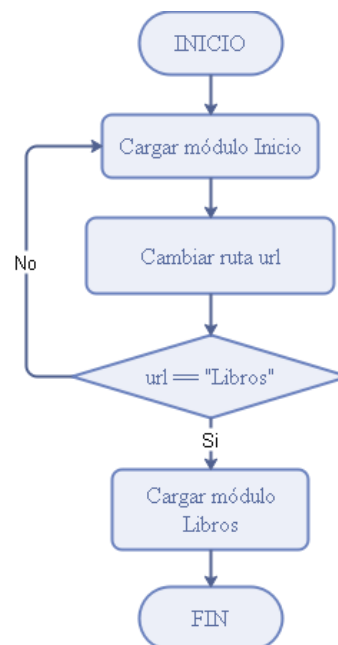 INICIO
Cargar módulo Inicio
Cambiar ruta url
No
url == "Libros"
Si
Cargar módulo
Libros
FIN